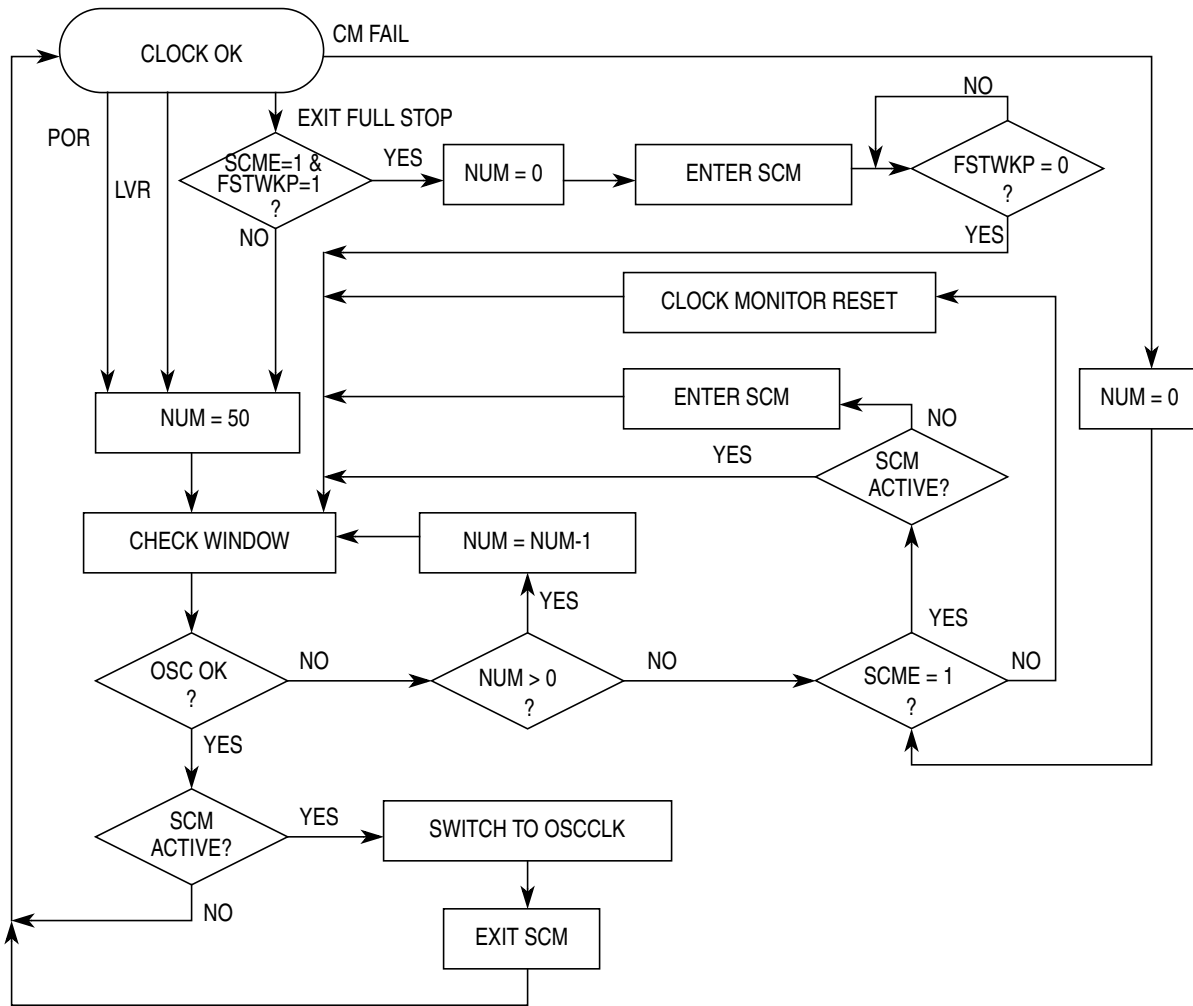 CM FAIL
CLOCK OK
NO
EXIT FULL STOP
POR
SCME=1 &
FSTWKP=1
?
YES
NUM = 0
ENTER SCM
FSTWKP = 0
?
LVR
NO
YES
CLOCK MONITOR RESET
ENTER SCM
NUM = 0
NUM = 50
NO
YES
SCM
ACTIVE?
CHECK WINDOW
NUM = NUM-1
YES
YES
OSC OK
?
NO
NUM > 0
?
NO
SCME = 1
?
NO
YES
SCM
ACTIVE?
YES
SWITCH TO OSCCLK
NO
EXIT SCM